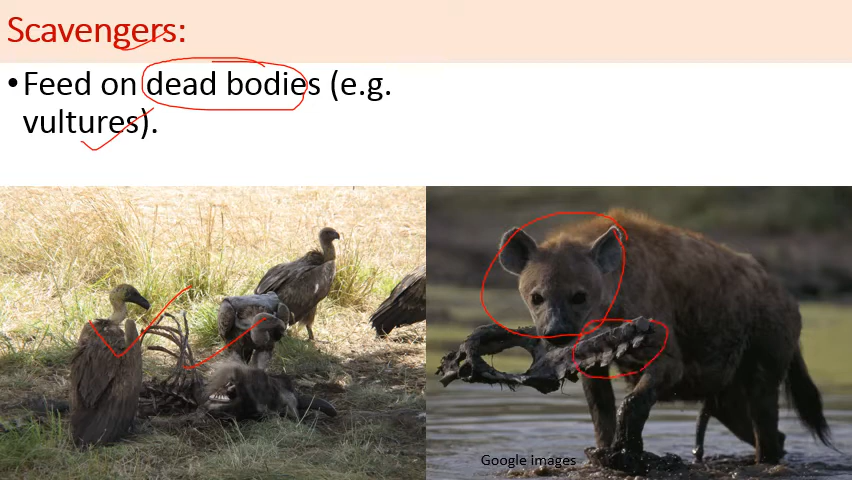 Scavengers:
•Feed on dead bodies (e.g.
vultures).
Google images